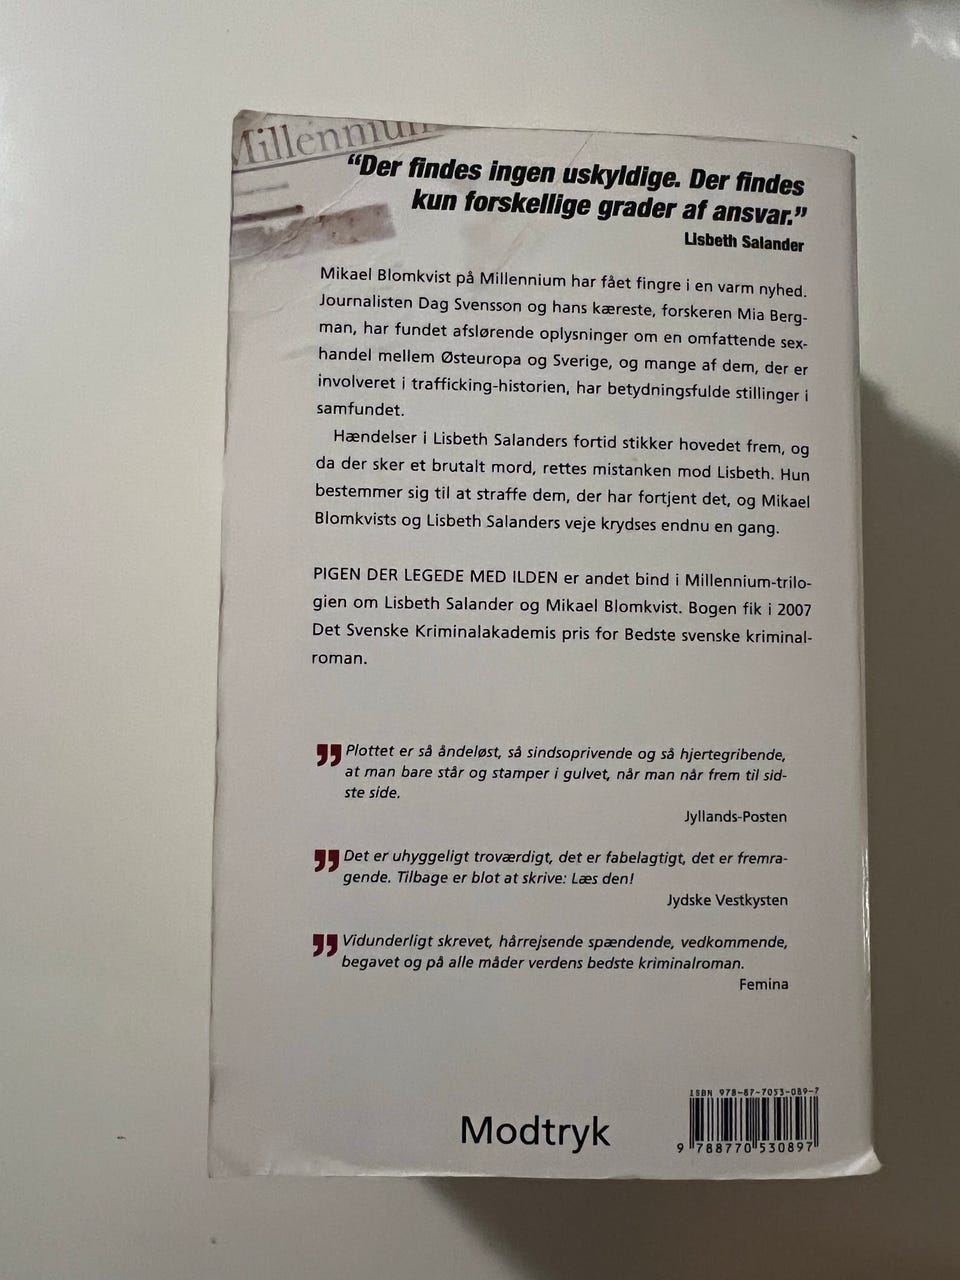 Millennium
“Der findes ingen uskyldige. Der findes
kun forskellige grader af ansvar.”
Lisbeth Salander
Mikael Blomkvist på Millennium har fået fingre i en varm nyhed.
Journalisten Dag Svensson og hans kæreste, forskeren Mia Berg-
man, har fundet afslørende oplysninger om en omfattende sex-
handel mellem Østeuropa og Sverige, og mange af dem, der er
involveret i trafficking-historien, har betydningsfulde stillinger i
samfundet.
Hændelser i Lisbeth Salanders fortid stikker hovedet frem, og
da der sker et brutalt mord, rettes mistanken mod Lisbeth. Hun
bestemmer sig til at straffe dem, der har fortjent det, og Mikael
Blomkvists og Lisbeth Salanders veje krydses endnu en gang.
PIGEN DER LEGEDE MED ILDEN er andet bind i Millennium-trilo-
gien om Lisbeth Salander og Mikael Blomkvist. Bogen fik i 2007
Det Svenske Kriminalakademis pris for Bedste svenske kriminal-
roman.
” Plottet er så åndeløst, så sindsoprivende og så hjertegribende,
at man bare står og stamper i gulvet, når man når frem til sid-
ste side.
Jyllands-Posten
” Det er uhyggeligt troværdigt, det er fabelagtigt, det er fremra-
gende. Tilbage er blot at skrive: Læs den!
Jydske Vestkysten
” Vidunderligt skrevet, hårrejsende spændende, vedkommende,
begavet og på alle måder verdens bedste kriminalroman.
Femina
ISBN 978-87-7053-089-7
Modtryk
9 788770 530897